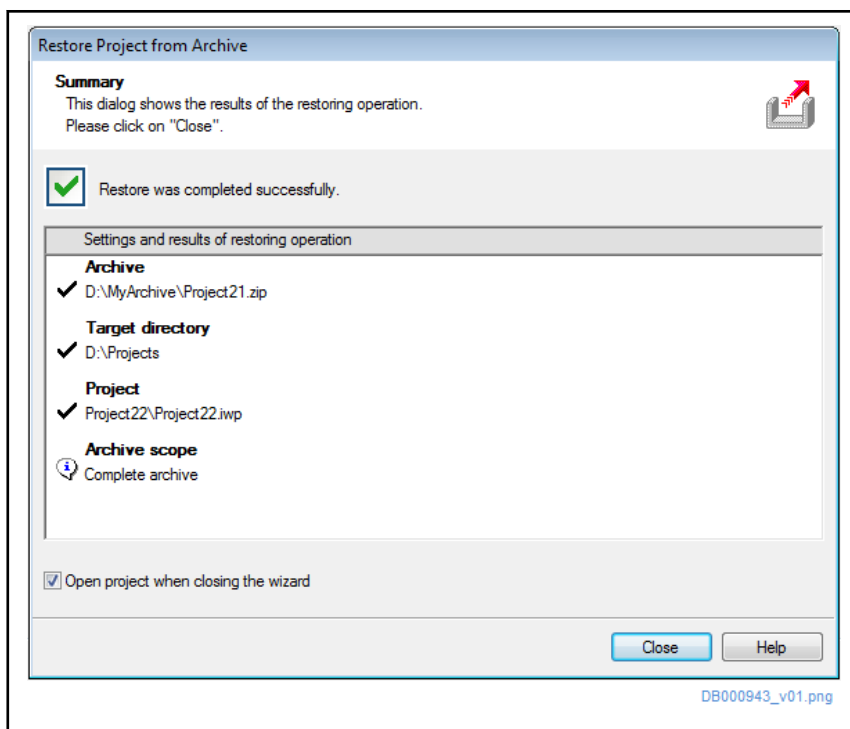 Restore Project from Archive
Summary
This dialog shows the results of the restoring operation.
Please click on "Close".
Restore was completed successfully.
Settings and results of restoring operation
Archive
D:\MyArchive\Project21.zip
Target directory
D:\Projects
Project
Project22\Project22.iwp
Archive scope
Complete archive
Open project when closing the wizard
Close Help
DB000943_v01.png